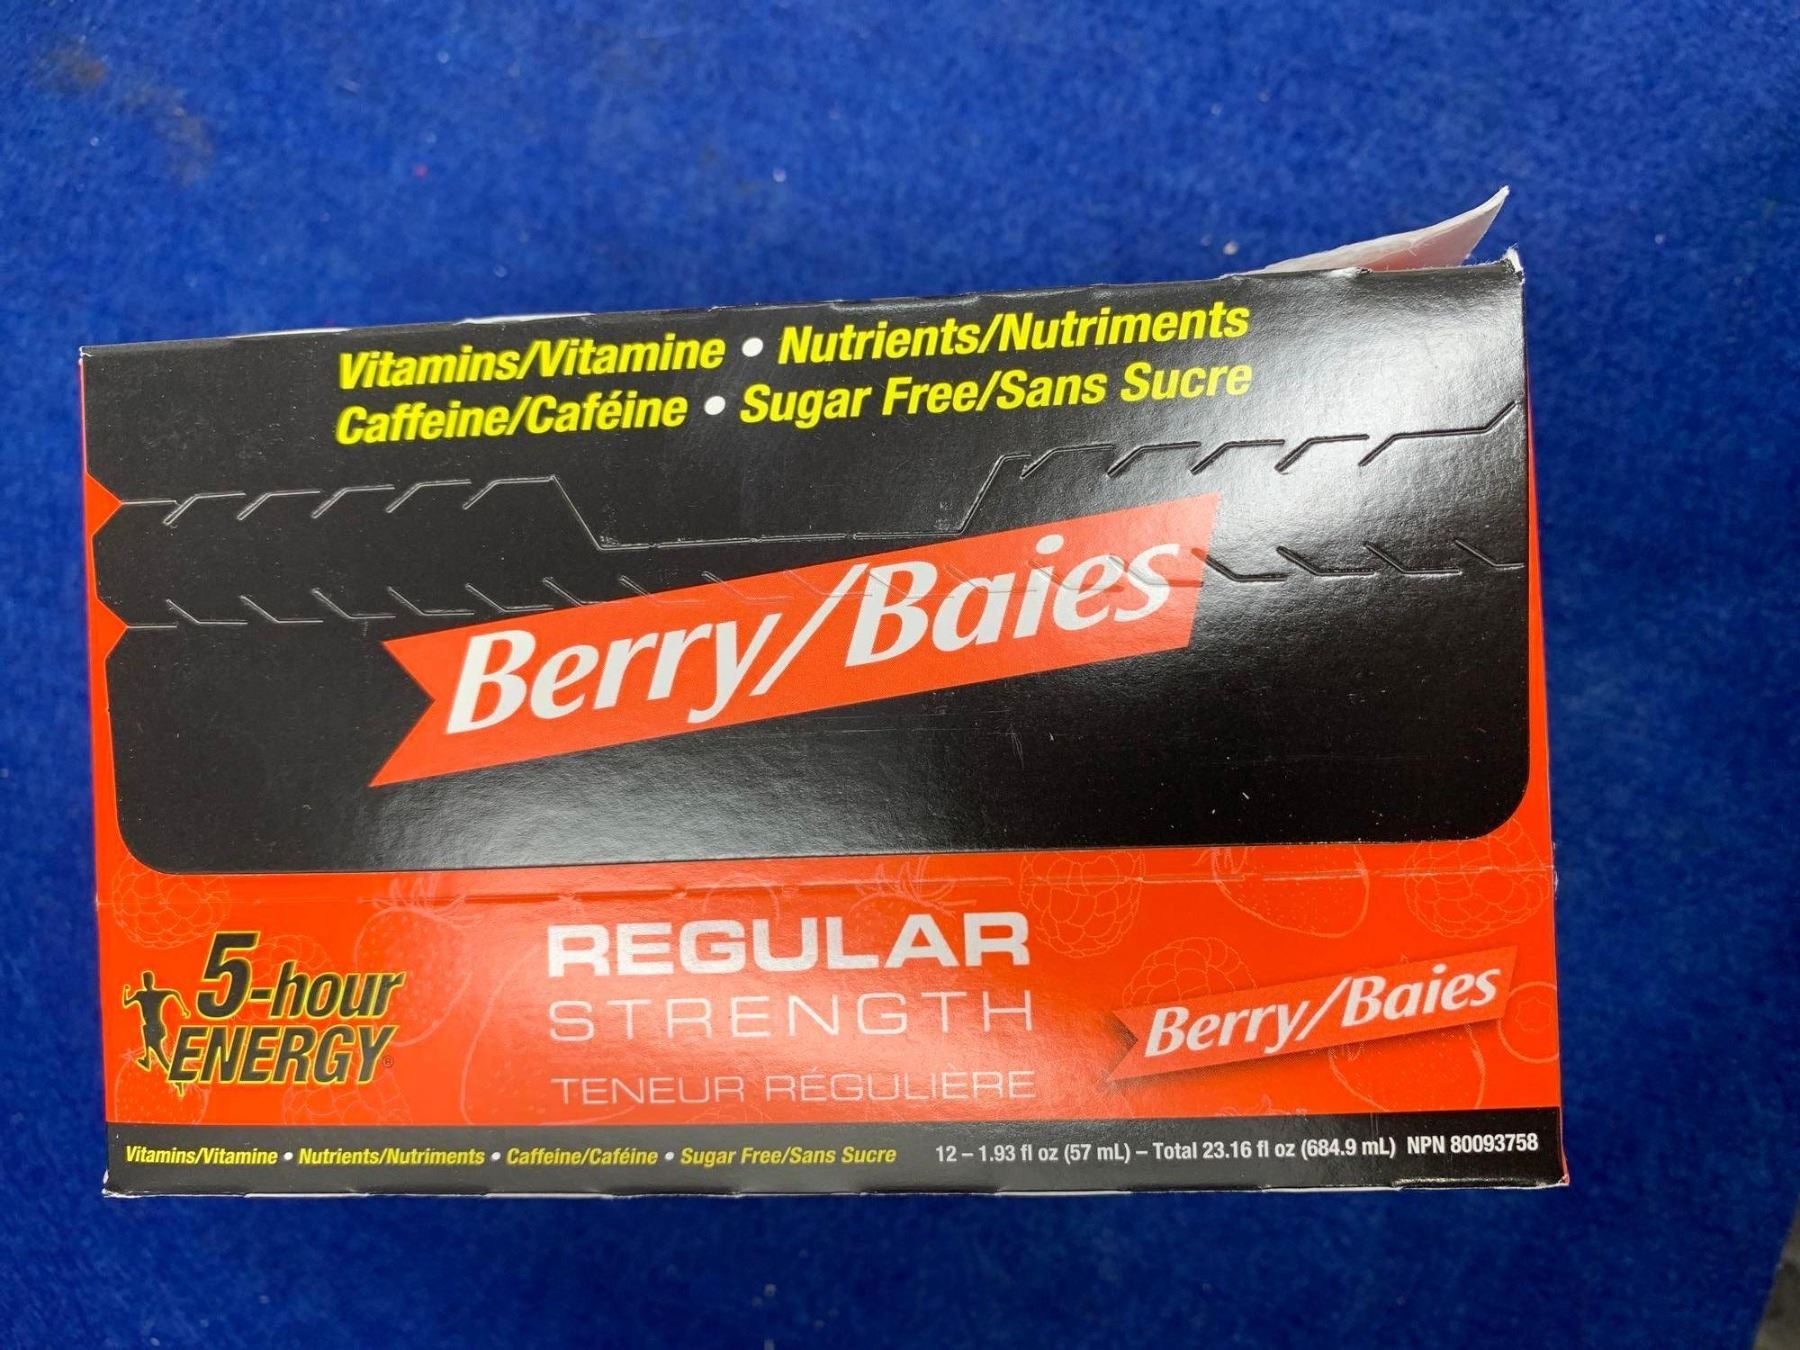 Vitamins/Vitamine • Nutrients/Nutriments
Caffeine/Caféine • Sugar Free/Sans Sucre
Berry/Baies
5-hour
ENERGY®
REGULAR
STRENGTH
TENEUR RÉGULIÈRE
Berry/Baies
Vitamins/Vitamine • Nutrients/Nutriments • Caffeine/Caféine • Sugar Free/Sans Sucre 12 – 1.93 fl oz (57 mL) – Total 23.16 fl oz (684.9 mL) NPN 80093758